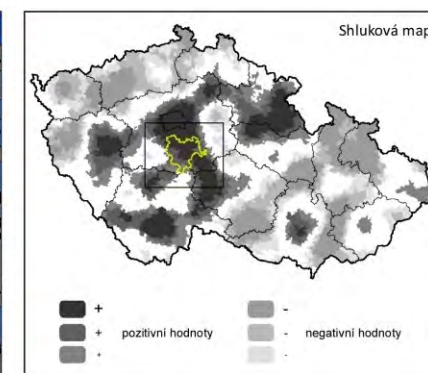 Shluková map
+ -
+ pozitivní hodnoty - negativní hodnoty
+ -